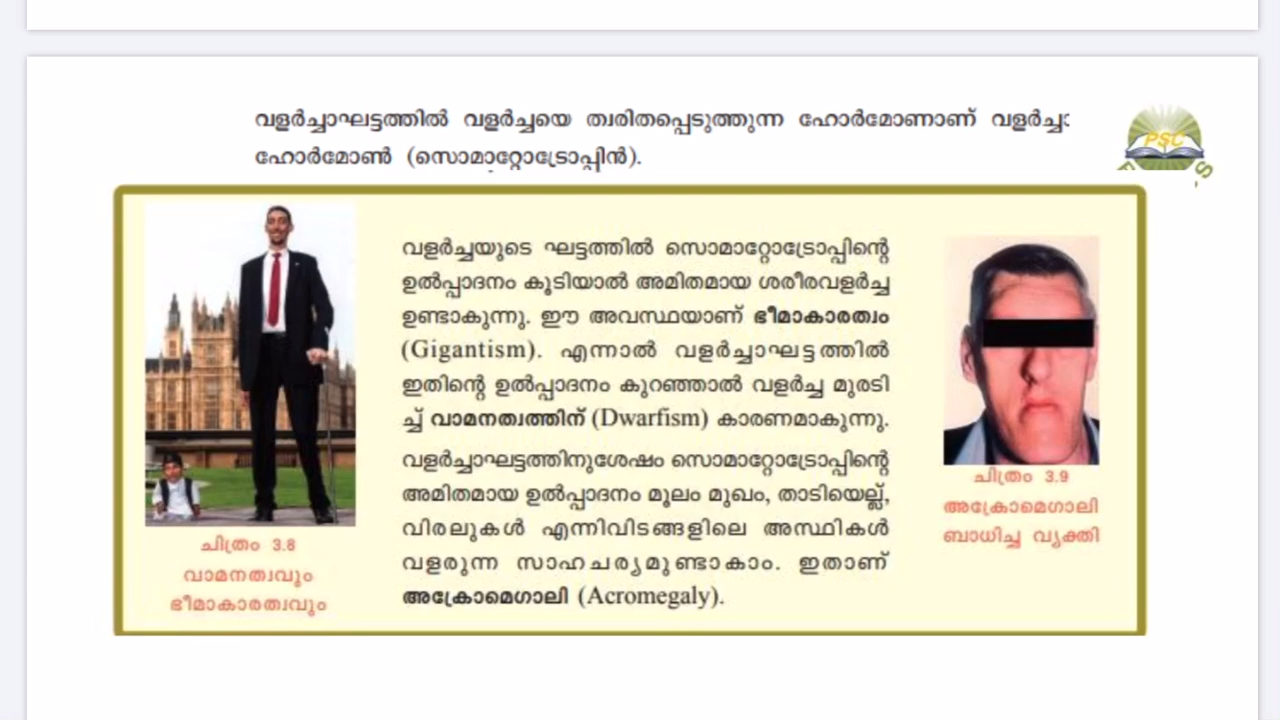 വളർച്ചാഘട്ടത്തിൽ വളർച്ചയെ ത്വരിതപ്പെടുത്തുന്ന ഹോർമോണാണ് വളർച്ചാ
ഹോർമോൺ (സൊമാറ്റോട്രോപ്പിൻ).
PSC
വളർച്ചയുടെ ഘട്ടത്തിൽ സൊമാറ്റോട്രോപ്പിന്റെ
ഉൽപ്പാദനം കൂടിയാൽ അമിതമായ ശരീരവളർച്ച
ഉണ്ടാകുന്നു. ഈ അവസ്ഥയാണ് ഭീമാകാരത്വം
(Gigantism). എന്നാൽ വളർച്ചാഘട്ടത്തിൽ
ഇതിന്റെ ഉൽപ്പാദനം കുറഞ്ഞാൽ വളർച്ച മുരടി
ച്ച് വാമനത്വത്തിന് (Dwarfism) കാരണമാകുന്നു.
വളർച്ചാഘട്ടത്തിനുശേഷം സൊമാറ്റോട്രോപ്പിന്റെ
അമിതമായ ഉൽപ്പാദനം മൂലം മുഖം, താടിയെല്ല്,
വിരലുകൾ എന്നിവിടങ്ങളിലെ അസ്ഥികൾ
വളരുന്ന സാഹചര്യമുണ്ടാകാം. ഇതാണ്
അക്രോമെഗാലി (Acromegaly).
ചിത്രം 3.8
വാമനത്വവും
ഭീമാകാരത്വവും
ചിത്രം 3.9
അക്രോമെഗാലി
ബാധിച്ച വ്യക്തി